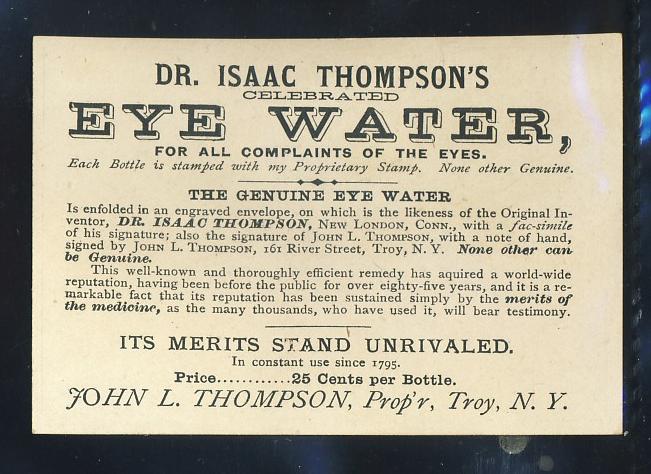 DR. ISAAC THOMPSON'S
CELEBRATED
EYE WATER,
FOR ALL COMPLAINTS OF THE EYES.
Each Bottle is stamped with my Proprietary Stamp. None other Genuine.
THE GENUINE EYE WATER
Is enfolded in an engraved envelope, on which is the likeness of the Original In-
ventor, DR. ISAAC THOMPSON, NEW LONDON, CONN., with a fac-simile
of his signature; also the signature of JOHN L. THOMPSON, with a note of hand,
signed by JOHN L. THOMPSON, 161 River Street, Troy, N. Y. None other can
be Genuine.
This well-known and thoroughly efficient remedy has aquired a world-wide
reputation, having been before the public for over eighty-five years, and it is a re-
markable fact that its reputation has been sustained simply by the merits of
the medicine, as the many thousands, who have used it, will bear testimony.
ITS MERITS STAND UNRIVALED.
In constant use since 1795.
Price............25 Cents per Bottle.
JOHN L. THOMPSON, Prop'r, Troy, N. Y.